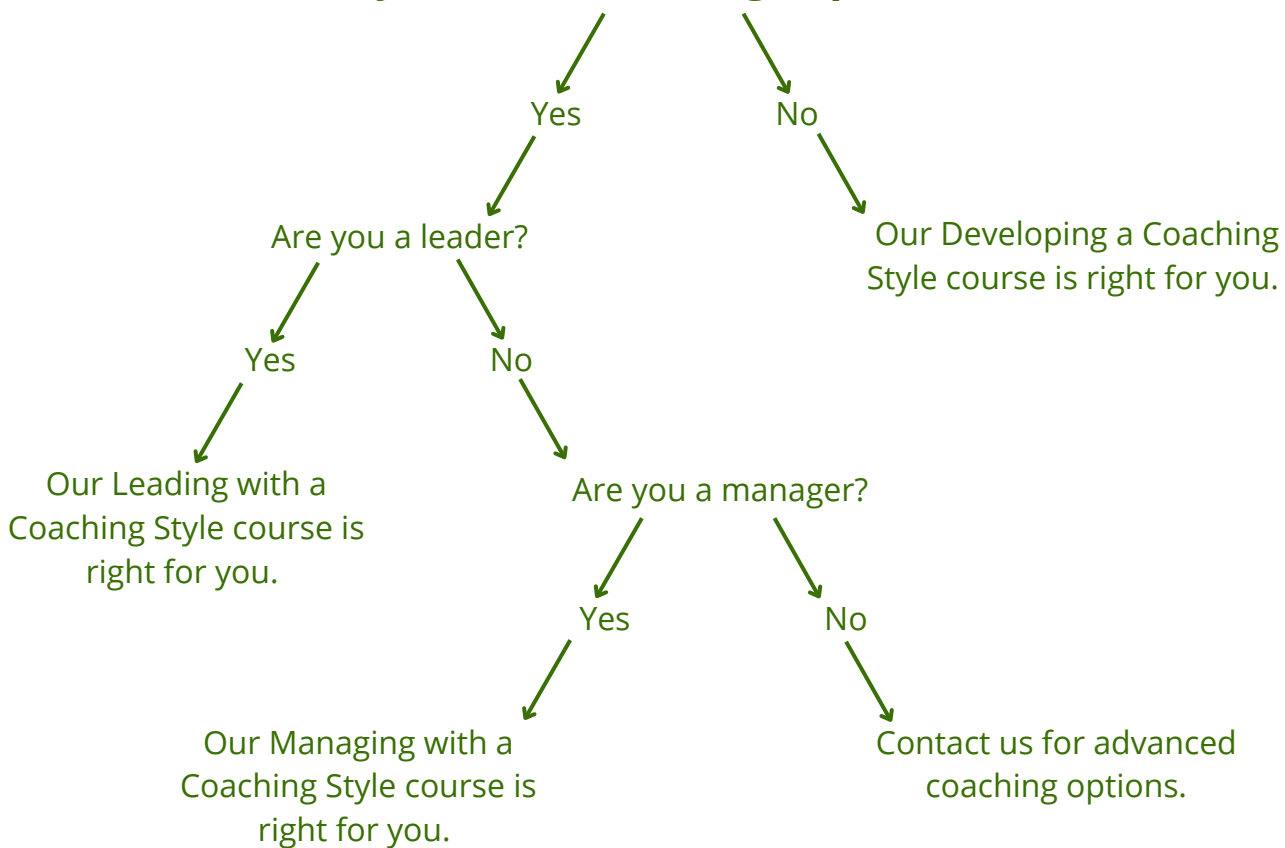 Yes
No
Are you a leader?
Our Developing a Coaching
Style course is right for you.
Yes
No
Our Leading with a
Coaching Style course is
right for you.
Are you a manager?
Yes
No
Our Managing with a
Coaching Style course is
right for you.
Contact us for advanced
coaching options.